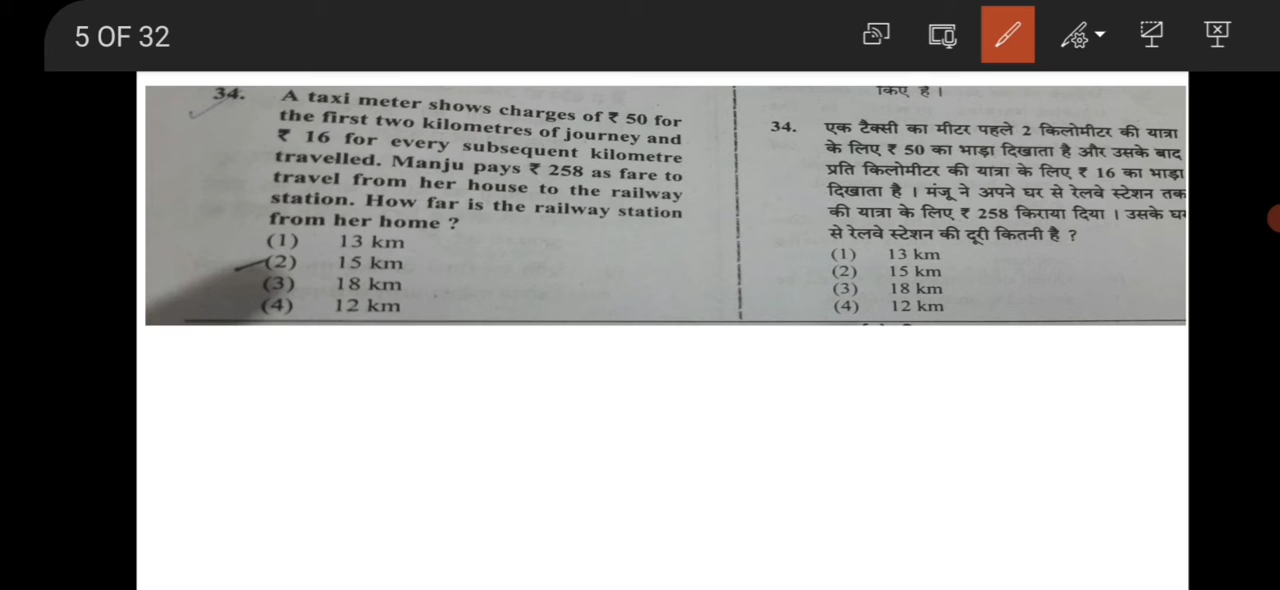 5 OF 32
34. A taxi meter shows charges of ₹ 50 for
the first two kilometres of journey and
₹ 16 for every subsequent kilometre
travelled. Manju pays ₹ 258 as fare to
travel from her house to the railway
station. How far is the railway station
from her home ?
(1) 13 km
(2) 15 km
(3) 18 km
(4) 12 km
किए है।
34. एक टैक्सी का मीटर पहले 2 किलोमीटर की यात्रा
के लिए ₹ 50 का भाड़ा दिखाता है और उसके बाद
प्रति किलोमीटर की यात्रा के लिए ₹ 16 का भाड़ा
दिखाता है । मंजू ने अपने घर से रेलवे स्टेशन तक
की यात्रा के लिए ₹ 258 किराया दिया । उसके
से रेलवे स्टेशन की दूरी कितनी है ?
(1) 13 km
(2) 15 km
(3) 18 km
(4) 12 km